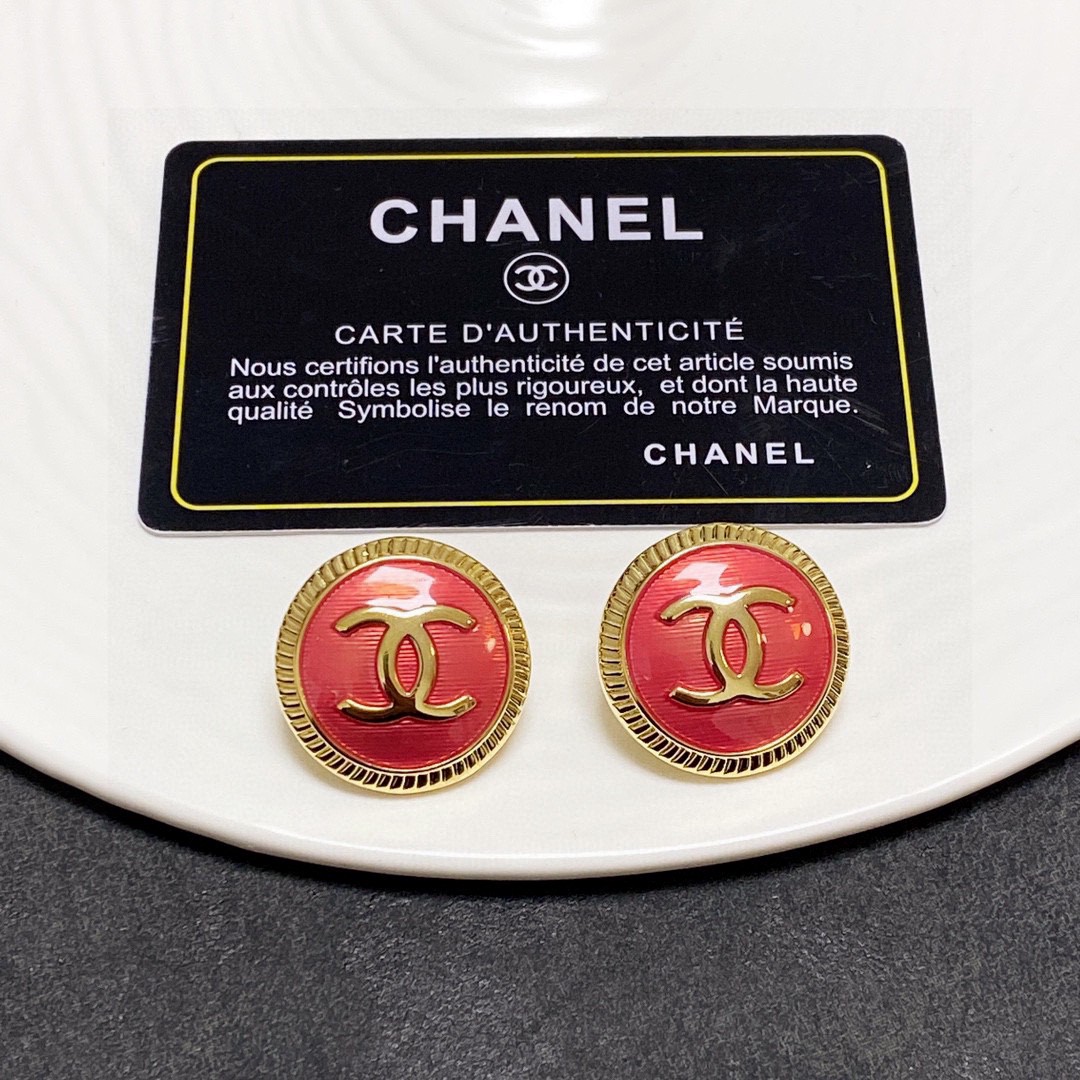 CHANEL
CARTE D'AUTHENTICITÉ
Nous certifions l'authenticité de cet article soumis
aux contrôles les plus rigoureux, et dont la haute
qualité Symbolise le renom de notre Marque.
CHANEL